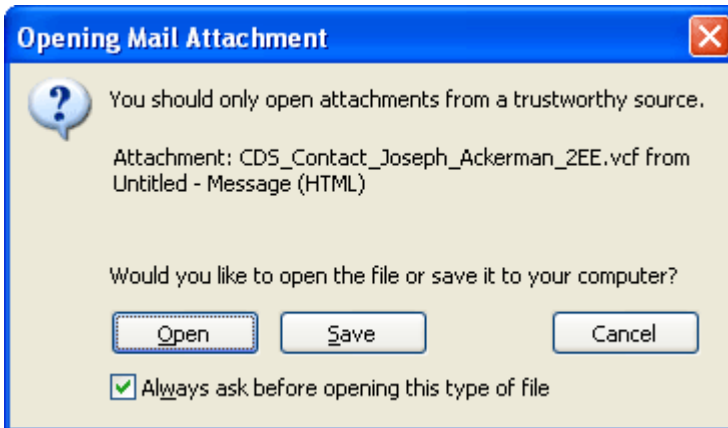 Opening Mail Attachment
You should only open attachments from a trustworthy source.
Attachment: CDS_Contact_Joseph_Ackerman_2EE.vcf from
Untitled - Message (HTML)
Would you like to open the file or save it to your computer?
Open Save Cancel
Always ask before opening this type of file